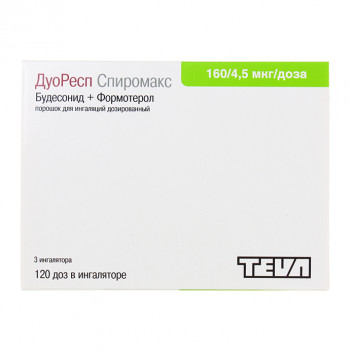 160/4,5 мкг/доза
ДуоРесп Спиромакс
Будесонид + Формотерол
порошок для ингаляций дозированный
3 ингалятора
120 доз в ингаляторе
TEVA